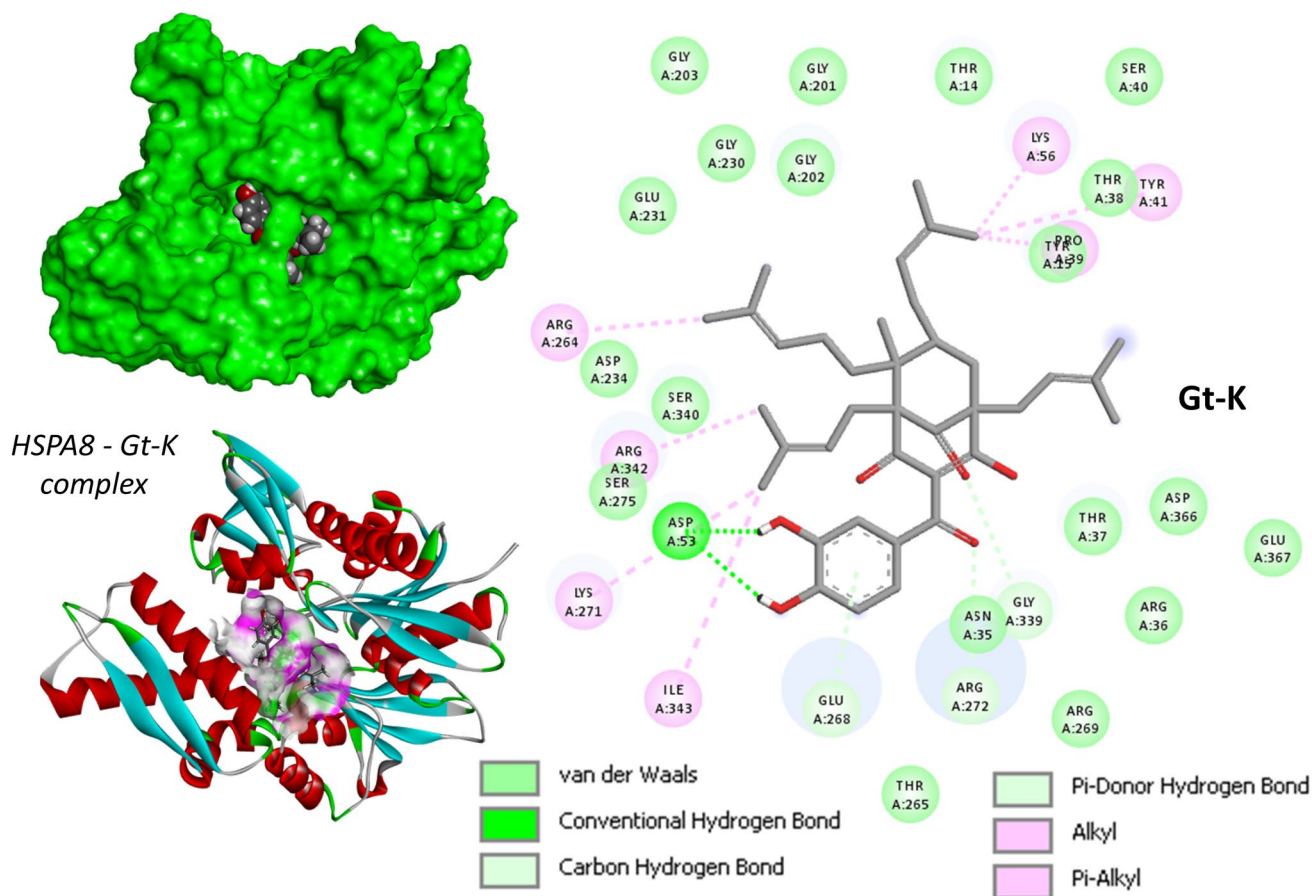 GLY
A:203
GLY
A:201
THR
A:14
SER
A:40
GLY
A:230
GLY
A:202
LYS
A:56
GLU
A:231
THR
A:38
TYR
A:41
PRO
A:39
TYR
A:15
ARG
A:264
ASP
A:234
SER
A:340
Gt-K
HSPA8 - Gt-K
complex
ARG
A:342
SER
A:275
ASP
A:53
THR
A:37
ASP
A:366
GLU
A:367
LYS
A:271
ASN
A:35
GLY
A:339
ARG
A:36
ILE
A:343
GLU
A:268
ARG
A:272
ARG
A:269
THR
A:265
van der Waals
Conventional Hydrogen Bond
Carbon Hydrogen Bond
Pi-Donor Hydrogen Bond
Alkyl
Pi-Alkyl